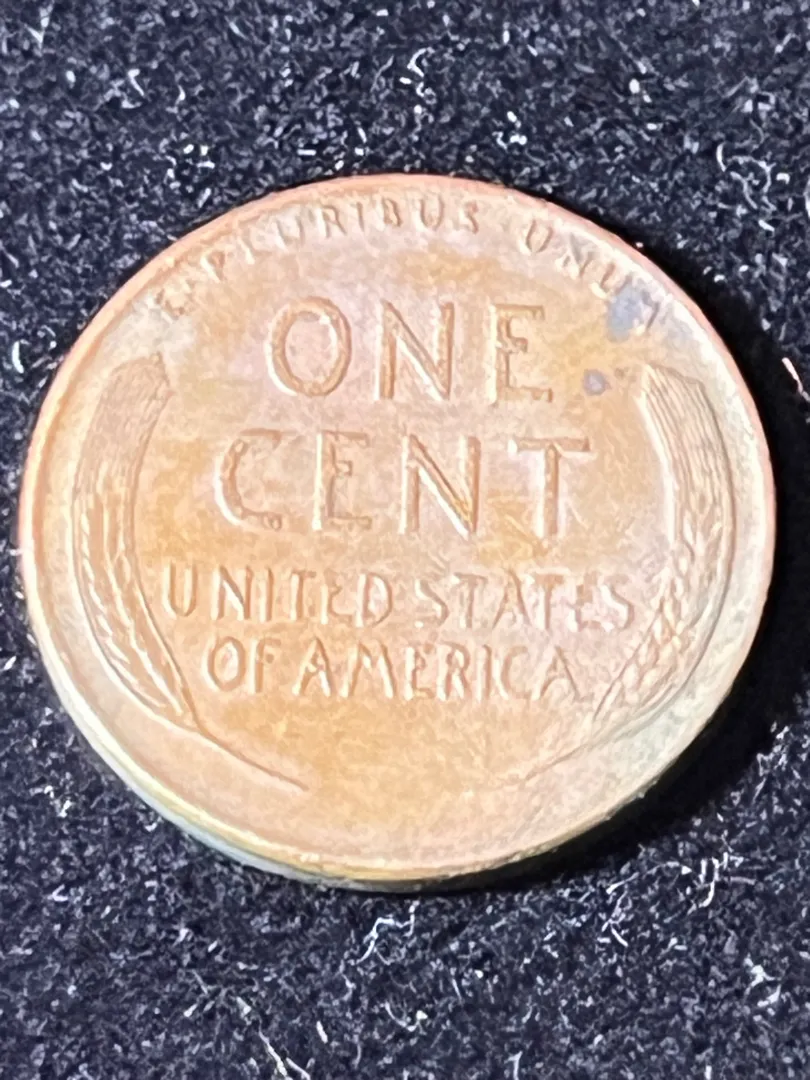 E·PLURIBUS·UNUM
ONE
CENT
UNITED STATES
OF AMERICA